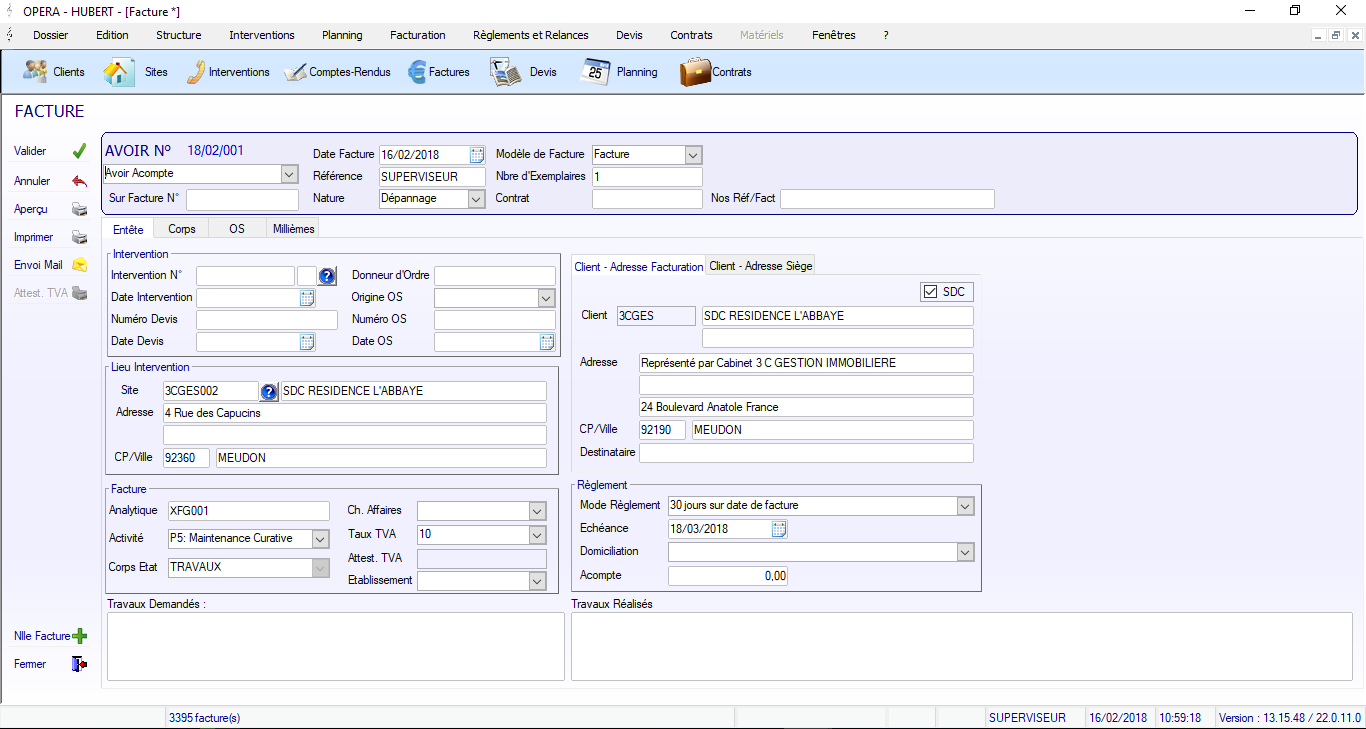 OPERA - HUBERT - [Facture *]
Dossier Edition Structure Interventions Planning Facturation Règlements et Relances Devis Contrats Matériels Fenêtres ?
Clients Sites Interventions Comptes-Rendus Factures Devis 25 Planning Contrats
FACTURE
Valider
Annuler
Aperçu
Imprimer
Envoi Mail
Attest. TVA
AVOIR N° 18/02/001
Avoir Acompte
Sur Facture N°
Date Facture 16/02/2018
Référence SUPERVISEUR
Nature Dépannage
Modèle de Facture Facture
Nbre d'Exemplaires 1
Contrat
Nos Réf/Fact
Entête Corps OS Millièmes
Intervention
Intervention N°
Date Intervention
Numéro Devis
Date Devis
Donneur d'Ordre
Origine OS
Numéro OS
Date OS
Lieu Intervention
Site 3CGES002 SDC RESIDENCE L'ABBAYE
Adresse 4 Rue des Capucins
CP/Ville 92360 MEUDON
Facture
Analytique XFG001
Activité P5: Maintenance Curative
Corps Etat TRAVAUX
Ch. Affaires
Taux TVA 10
Attest. TVA
Etablissement
Client - Adresse Facturation Client - Adresse Siège
SDC
Client 3CGES SDC RESIDENCE L'ABBAYE
Adresse Représenté par Cabinet 3 C GESTION IMMOBILIERE
24 Boulevard Anatole France
CP/Ville 92190 MEUDON
Destinataire
Règlement
Mode Règlement 30 jours sur date de facture
Echéance 18/03/2018
Domiciliation
Acompte 0,00
Travaux Demandés :
Travaux Réalisés
Nlle Facture
Fermer
3395 facture(s) SUPERVISEUR 16/02/2018 10:59:18 Version : 13.15.48 / 22.0.11.0